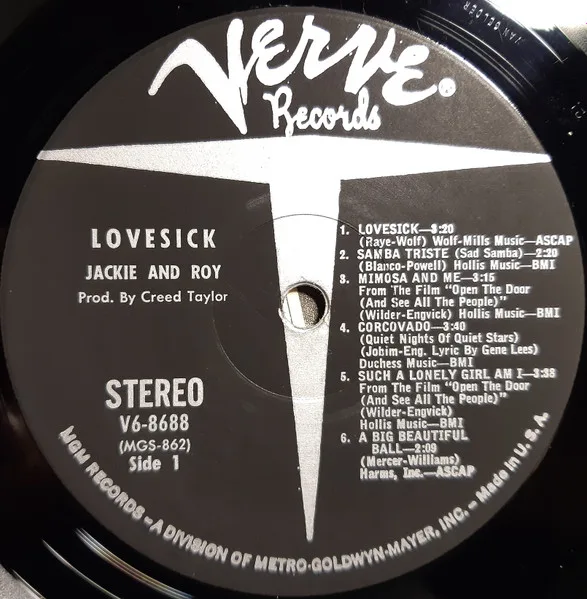 VAN GELDER
Verve®
Records
LOVESICK
JACKIE AND ROY
Prod. By Creed Taylor
STEREO
V6-8688
(MGS-862)
Side 1
1. LOVESICK—3:20
(Raye-Wolf) Wolf-Mills Music—ASCAP
2. SAMBA TRISTE (Sad Samba)—2:20
(Blanco-Powell) Hollis Music—BMI
3. MIMOSA AND ME—3:15
From The Film "Open The Door
(And See All The People)"
(Wilder-Engvick) Hollis Music—BMI
4. CORCOVADO—3:40
(Quiet Nights Of Quiet Stars)
(Jobim-Eng. Lyric By Gene Lees)
Duchess Music—BMI
5. SUCH A LONELY GIRL AM I—3:38
From The Film "Open The Door
(And See All The People)"
(Wilder-Engvick)
Hollis Music—BMI
6. A BIG BEAUTIFUL
BALL—2:09
(Mercer-Williams)
Harms, Inc.—ASCAP
MGM RECORDS—A DIVISION OF METRO-GOLDWYN-MAYER, INC.—Made in U.S.A.